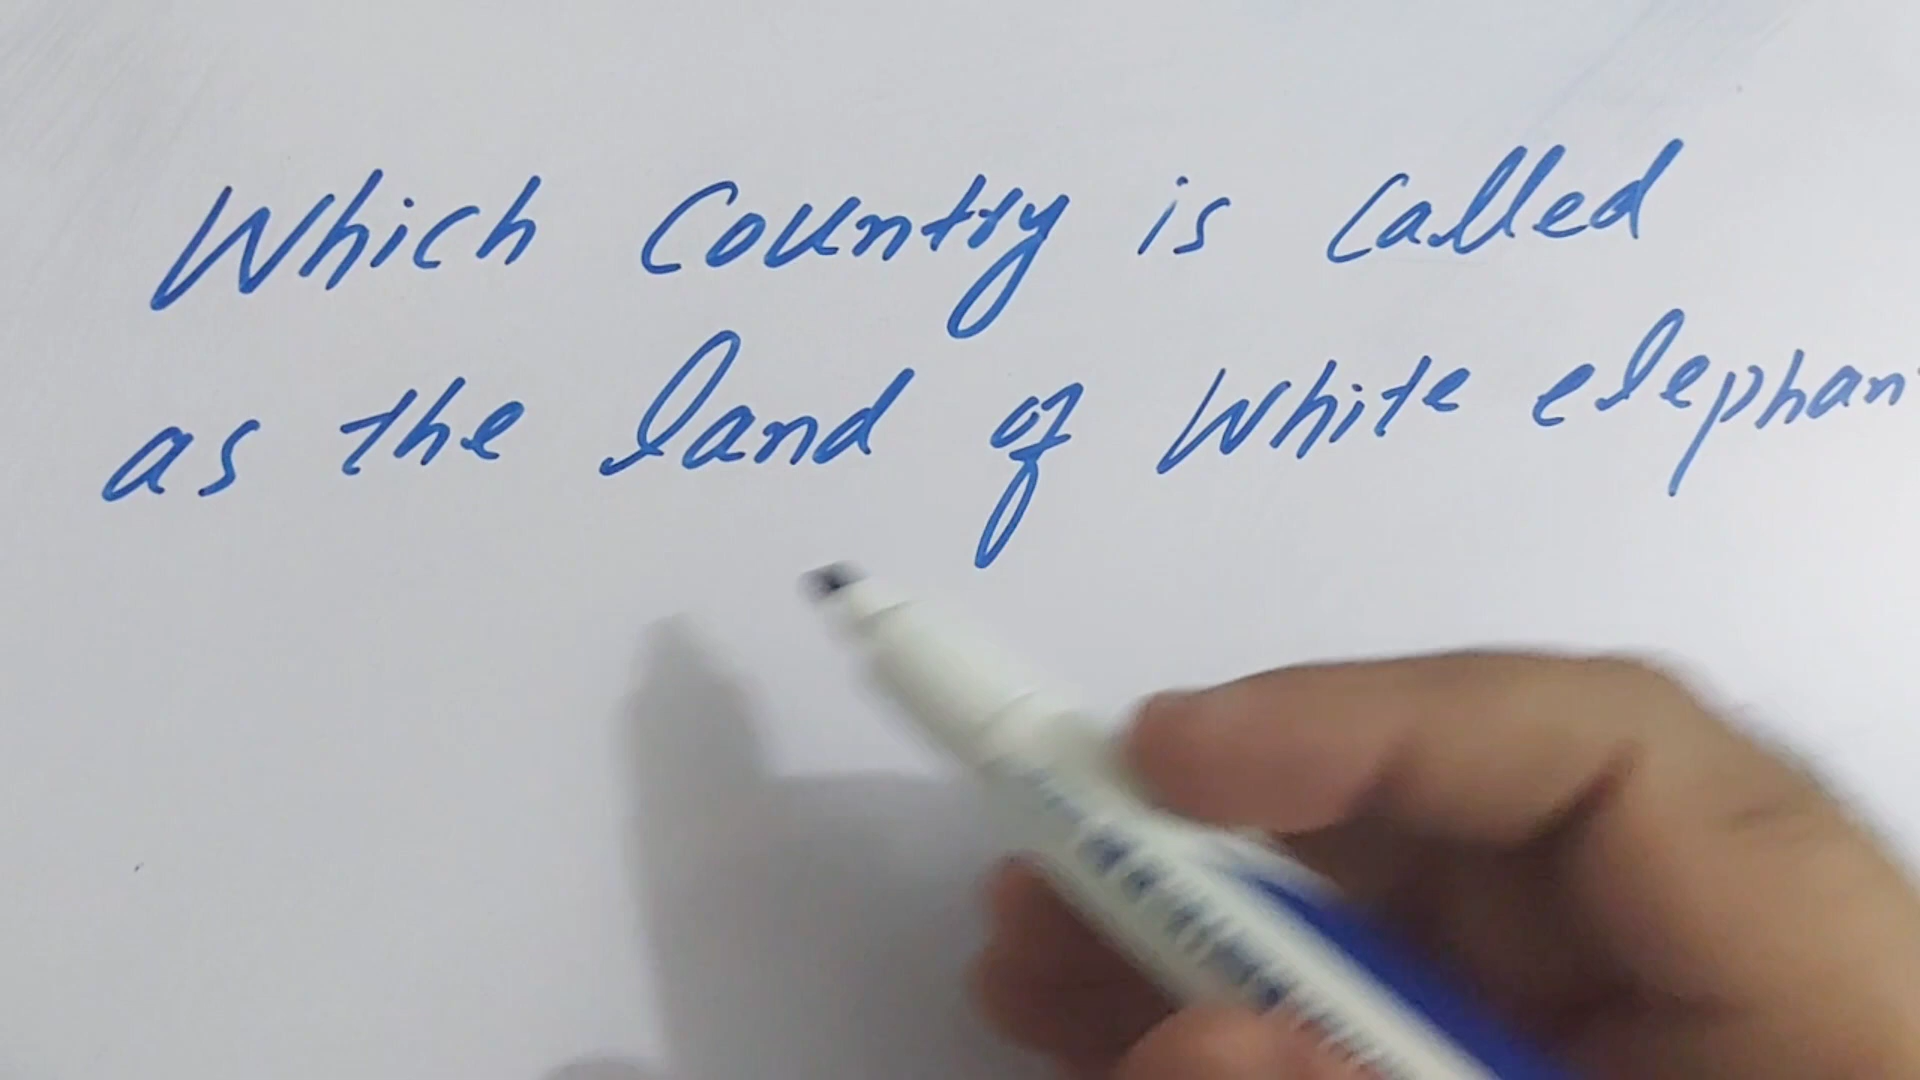 Which Country is called
as the land of White elephan